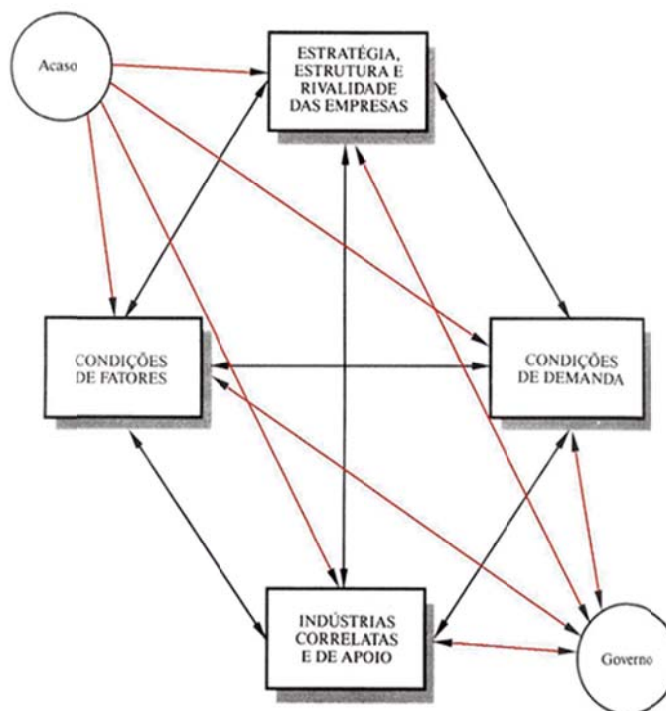 Acaso
ESTRATÉGIA,
ESTRUTURA E
RIVALIDADE
DAS EMPRESAS
CONDIÇÕES
DE FATORES
CONDIÇÕES
DE DEMANDA
INDÚSTRIAS
CORRELATAS
E DE APOIO
Governo